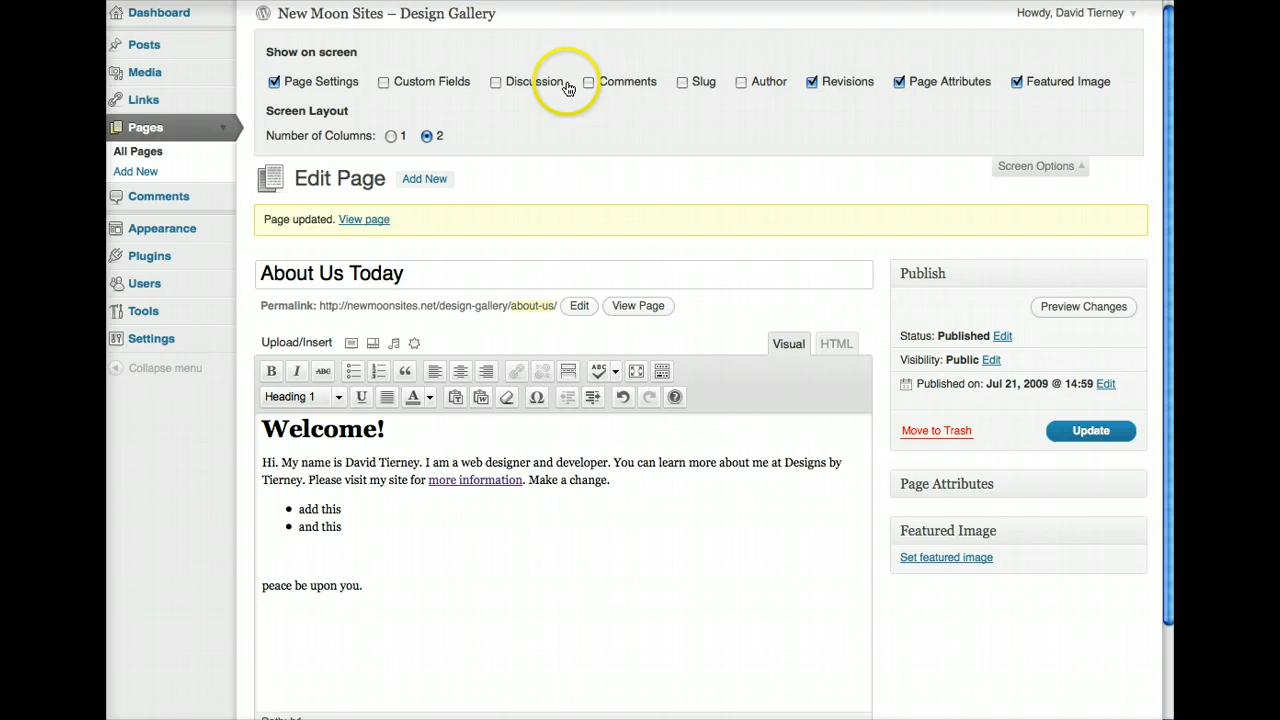 Dashboard
Posts
Media
Links
Pages
All Pages
Add New
Comments
Appearance
Plugins
Users
Tools
Settings
Collapse menu
New Moon Sites – Design Gallery
Howdy, David Tierney
Show on screen
Page Settings Custom Fields Discussion Comments Slug Author Revisions Page Attributes Featured Image
Screen Layout
Number of Columns: 1 2
Screen Options
Edit Page Add New
Page updated. View page
About Us Today
Permalink: http://newmoonsites.net/design-gallery/about-us/ Edit View Page
Upload/Insert
Visual HTML
B I ABC ABC
Heading 1 U A T W Ω ?
Welcome!
Hi. My name is David Tierney. I am a web designer and developer. You can learn more about me at Designs by
Tierney. Please visit my site for more information. Make a change.
add this
and this
peace be upon you.
Publish
Preview Changes
Status: Published Edit
Visibility: Public Edit
Published on: Jul 21, 2009 @ 14:59 Edit
Move to Trash Update
Page Attributes
Featured Image
Set featured image